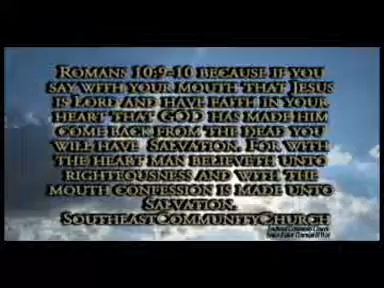 Romans 10:9-10 because if you
say with your mouth that Jesus
is Lord and have faith in your
heart that GOD has made him
come back from the dead you
will have Salvation. For with
the heart man believeth unto
righteousness and with the
mouth confession is made unto
Salvation.
SoutheastCommunityChurch